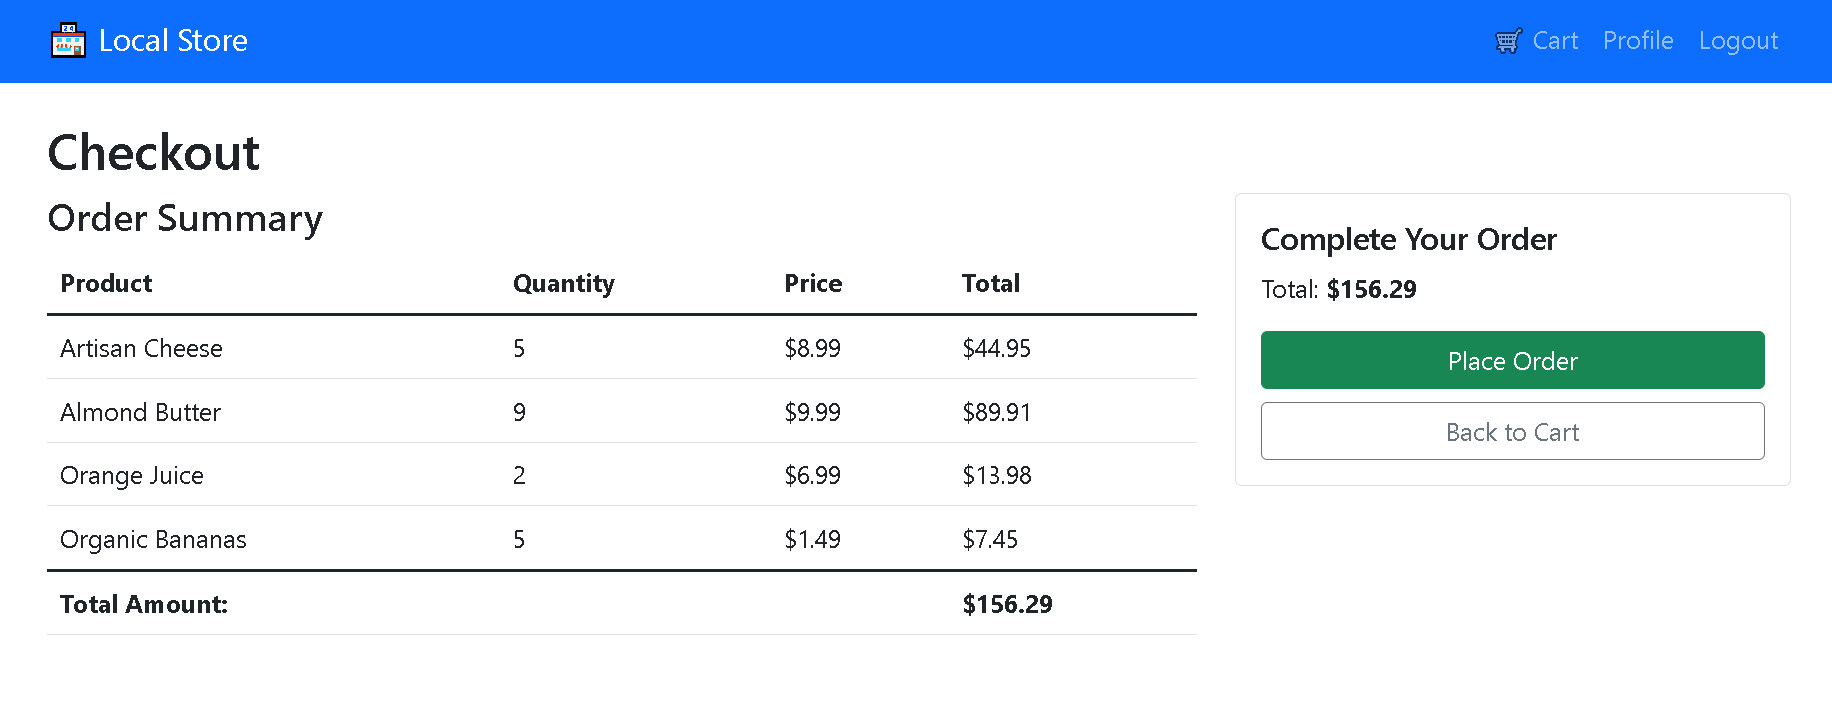 Local Store
Cart Profile Logout
Checkout
Order Summary
Product Quantity Price Total
Artisan Cheese 5 $8.99 $44.95
Almond Butter 9 $9.99 $89.91
Orange Juice 2 $6.99 $13.98
Organic Bananas 5 $1.49 $7.45
Total Amount: $156.29
Complete Your Order
Total: $156.29
Place Order
Back to Cart